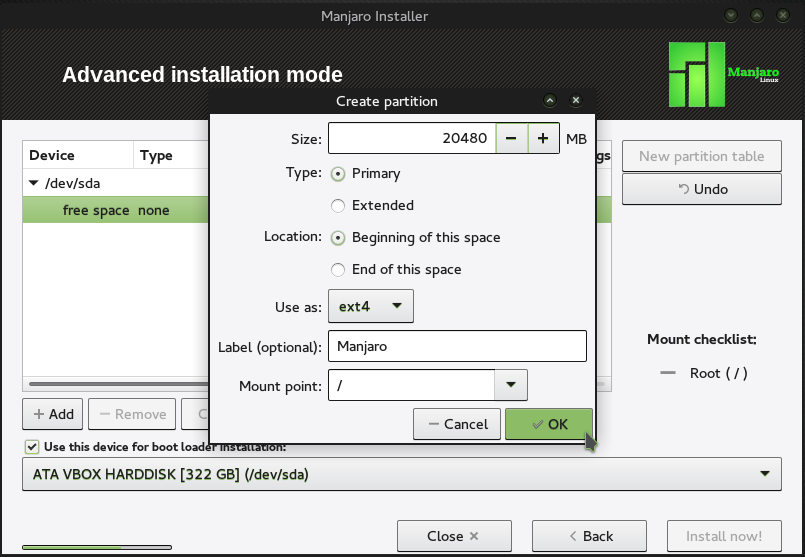 Manjaro Installer
Advanced installation mode
Manjaro
Linux
Create partition
Size: 20480 MB
Type: Primary
Extended
Location: Beginning of this space
End of this space
Use as: ext4
Label (optional): Manjaro
Mount point: /
Cancel OK
Device Type gs
/dev/sda
free space none
New partition table
Undo
Mount checklist:
Root ( / )
Add Remove C
Use this device for boot loader installation:
ATA VBOX HARDDISK [322 GB] (/dev/sda)
Close Back Install now!